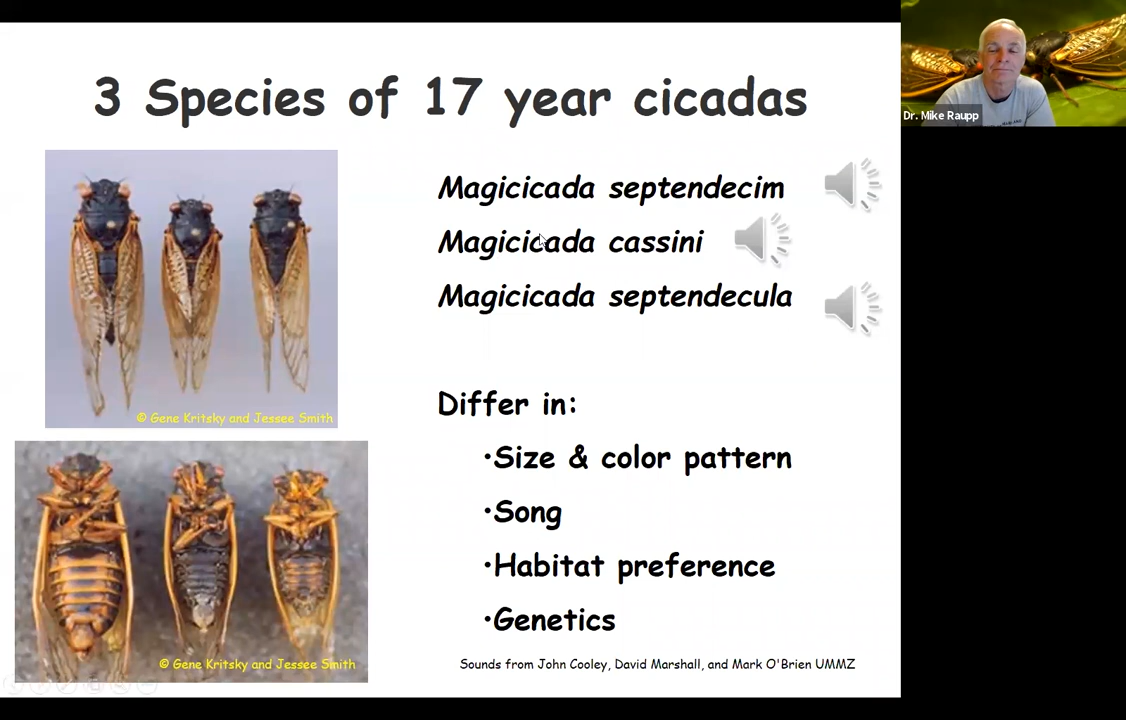 3 Species of 17 year cicadas
Dr. Mike Raupp
Magicicada septendecim
Magicicada cassini
Magicicada septendecula
© Gene Kritsky and Jessee Smith
Differ in:
•Size & color pattern
•Song
•Habitat preference
•Genetics
© Gene Kritsky and Jessee Smith
Sounds from John Cooley, David Marshall, and Mark O'Brien UMMZ